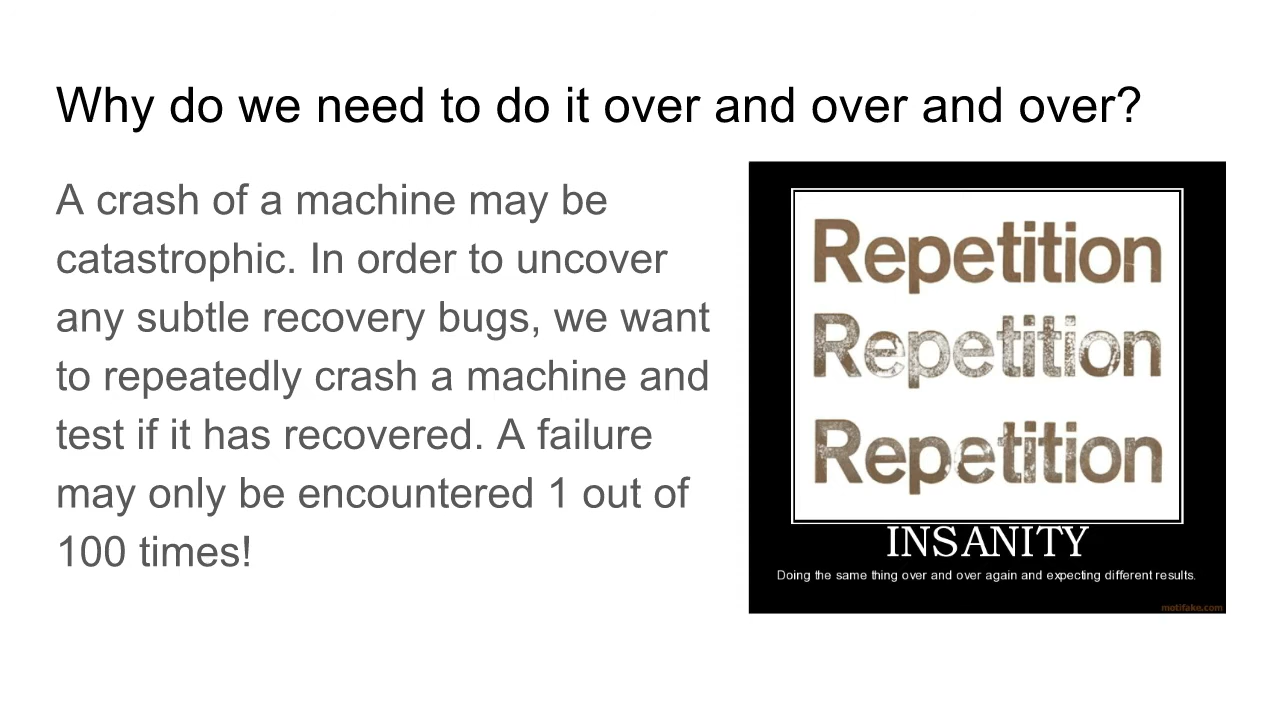 Why do we need to do it over and over and over?
A crash of a machine may be
catastrophic. In order to uncover
any subtle recovery bugs, we want
to repeatedly crash a machine and
test if it has recovered. A failure
may only be encountered 1 out of
100 times!
Repetition
Repetition
Repetition
INSANITY
Doing the same thing over and over again and expecting different results.
motifake.com